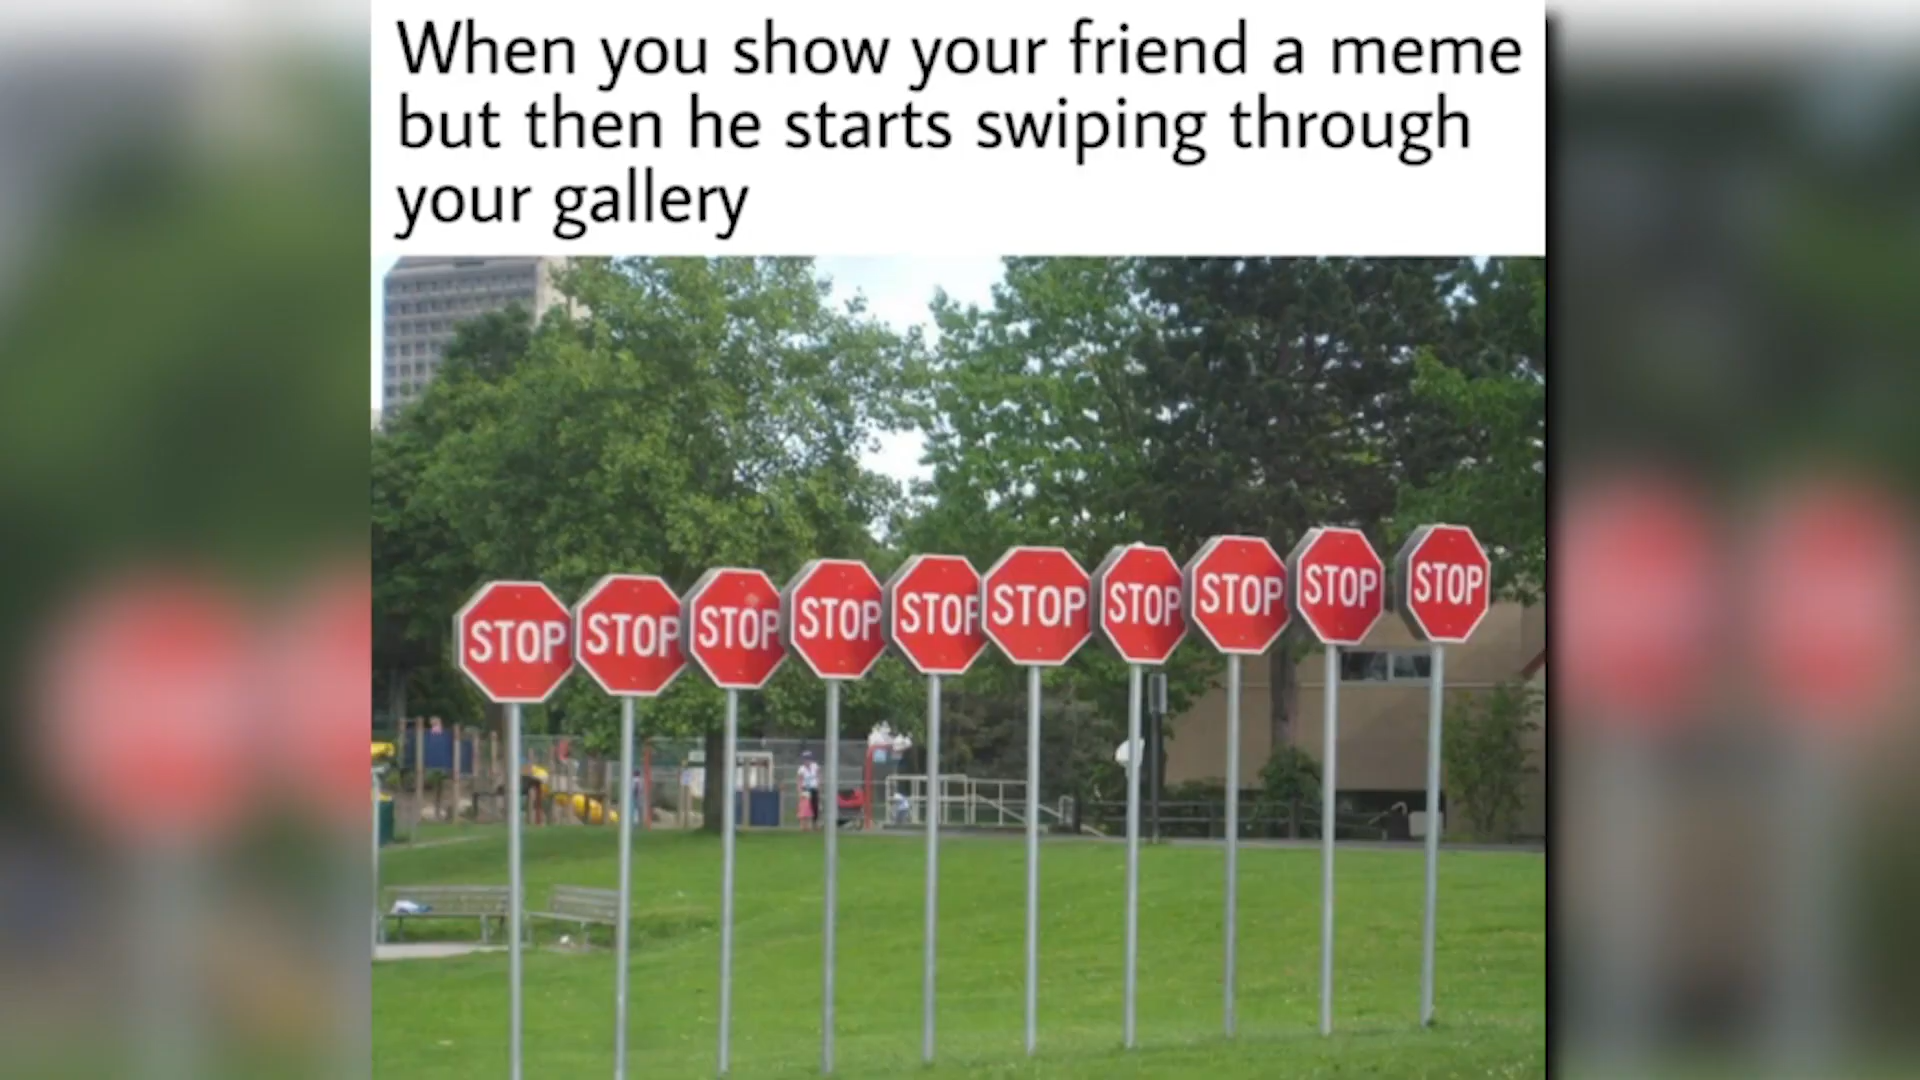 When you show your friend a meme
but then he starts swiping through
your gallery
STOP STOP STOP STOP STOP STOP STOP STOP STOP STOP